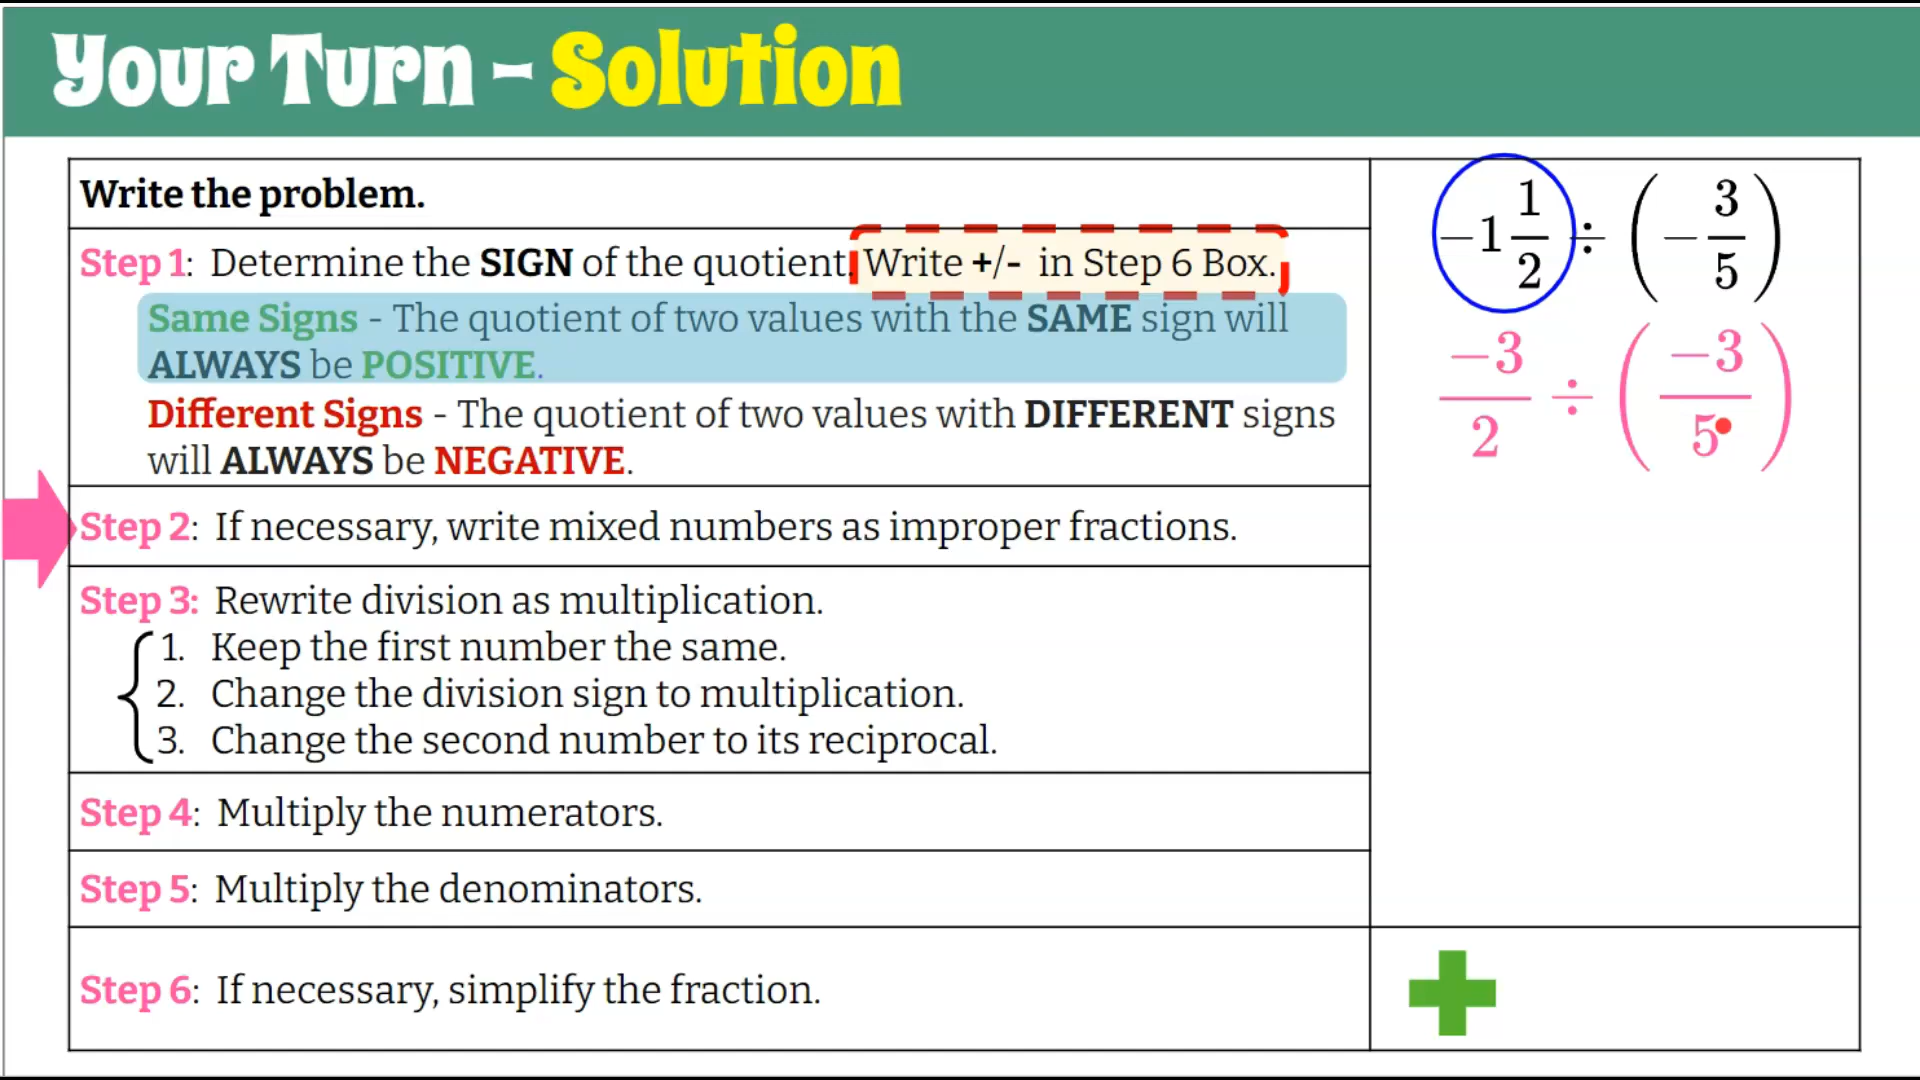 Your Turn - Solution
Write the problem.
-1 1/2 ÷ (- 3/5)
Step 1: Determine the SIGN of the quotient. Write +/- in Step 6 Box.
Same Signs - The quotient of two values with the SAME sign will
ALWAYS be POSITIVE.
Different Signs - The quotient of two values with DIFFERENT signs
will ALWAYS be NEGATIVE.
-3/2 ÷ (-3/5)
Step 2: If necessary, write mixed numbers as improper fractions.
Step 3: Rewrite division as multiplication.
1. Keep the first number the same.
2. Change the division sign to multiplication.
3. Change the second number to its reciprocal.
Step 4: Multiply the numerators.
Step 5: Multiply the denominators.
Step 6: If necessary, simplify the fraction.
+